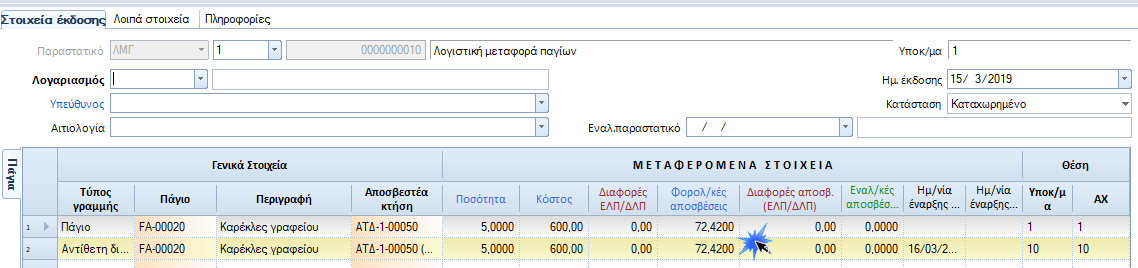 Στοιχεία έκδοσης Λοιπά στοιχεία Πληροφορίες
Παραστατικό ΛΜΓ 1 0000000010 Λογιστική μεταφορά παγίων Υποκ/μα 1
Λογαριασμός Ημ. έκδοσης 15/ 3/2019
Υπεύθυνος Κατάσταση Καταχωρημένο
Αιτιολογία Εναλ.παραστατικό / /
Πάγια
Γενικά Στοιχεία ΜΕΤΑΦΕΡΟΜΕΝΑ ΣΤΟΙΧΕΙΑ Θέση
Τύπος γραμμής Πάγιο Περιγραφή Αποσβεστέα κτήση Ποσότητα Κόστος Διαφορές ΕΛΠ/ΔΛΠ Φορολ/κές αποσβέσεις Διαφορές αποσβ. (ΕΛΠ/ΔΛΠ) Εναλ/κές αποσβέσ... Ημ/νία έναρξης ... Ημ/νία έναρξης... Υποκ/μα ΑΧ
1 Πάγιο FA-00020 Καρέκλες γραφείου ΑΤΔ-1-00050 5,0000 600,00 0,00 72.4200 0,00 0,0000 1 1
2 Αντίθετη δι... FA-00020 Καρέκλες γραφείου ΑΤΔ-1-00050 (... 5,0000 600,00 0,00 72.4200 0,00 0,0000 16/03/2... 10 10